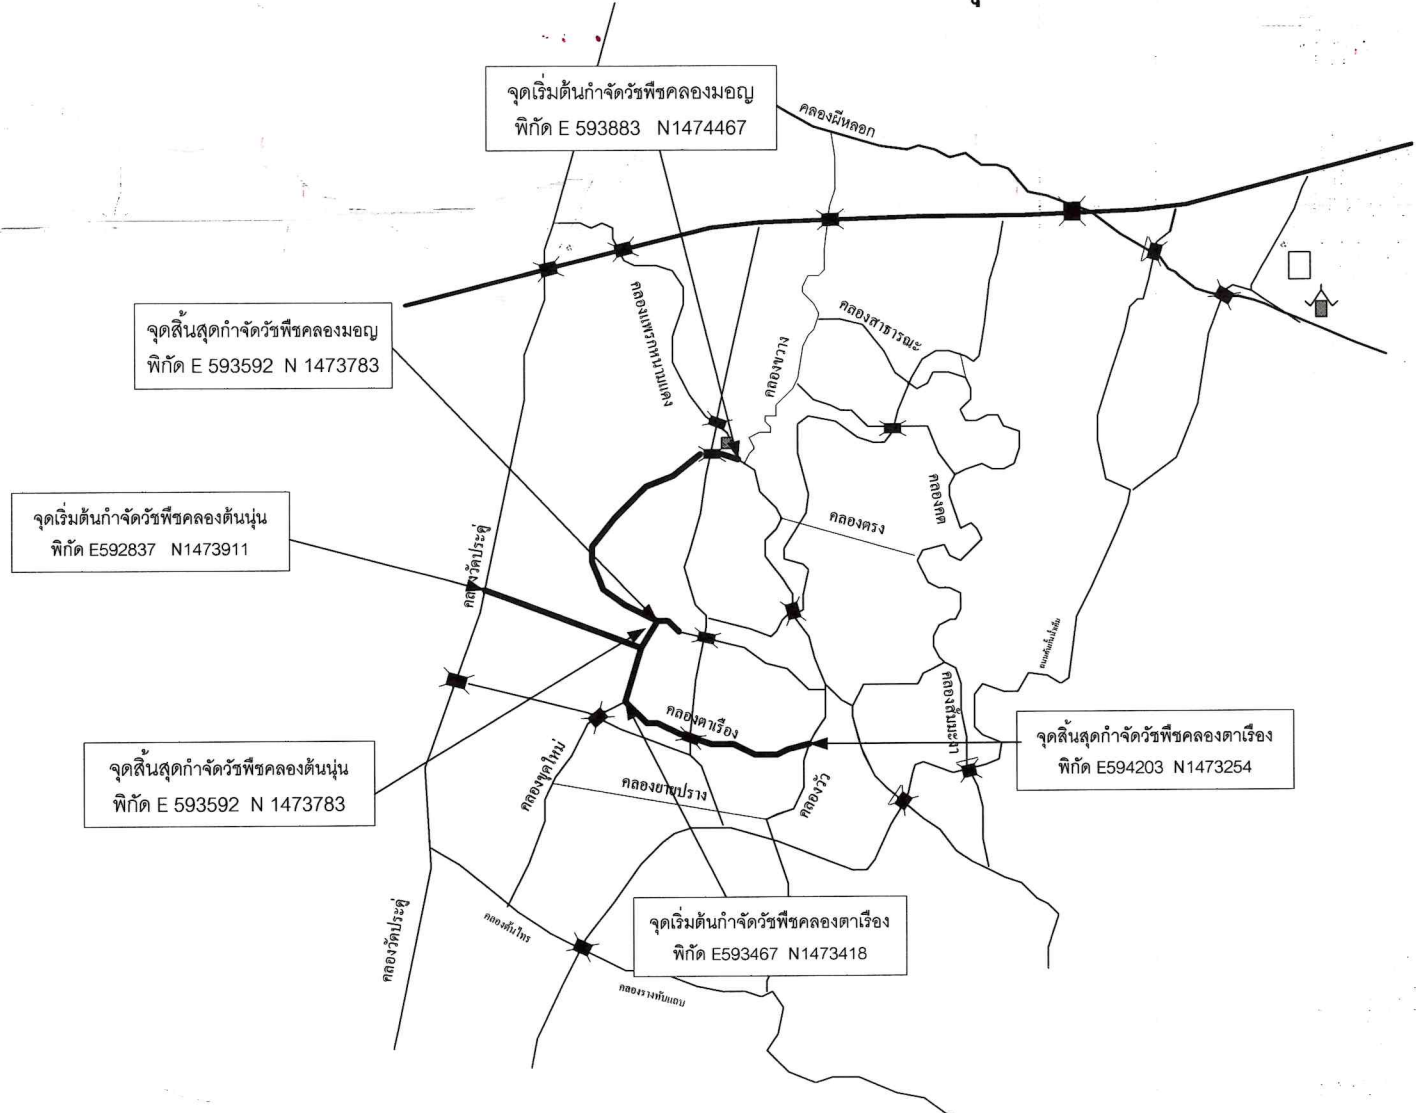 จุดเริ่มต้นกำจัดวัชพืชคลองมอญ
พิกัด E 593883 N1474467
คลองผีหลอก
จุดสิ้นสุดกำจัดวัชพืชคลองมอญ
พิกัด E 593592 N 1473783
คลองแพรกหนามแดง
คลองขวาง
คลองสาธารณะ
คลองคต
คลองตรง
จุดเริ่มต้นกำจัดวัชพืชคลองต้นนุ่น
พิกัด E592837 N1473911
คลองวัดประดู่
คลองตาเรือง
คลองส้มมะงา
จุดสิ้นสุดกำจัดวัชพืชคลองตาเรือง
พิกัด E594203 N1473254
จุดสิ้นสุดกำจัดวัชพืชคลองต้นนุ่น
พิกัด E 593592 N 1473783
คลองขุดใหม่
คลองยายปราง
คลองวัว
คลองวัดประดู่
คลองต้นไทร
จุดเริ่มต้นกำจัดวัชพืชคลองตาเรือง
พิกัด E593467 N1473418